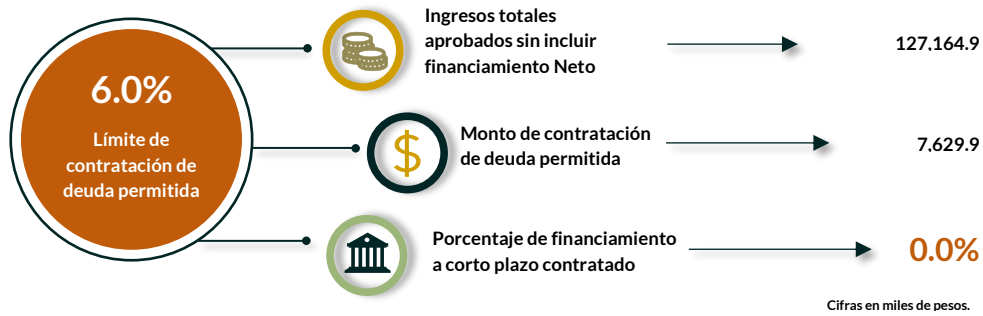 6.0%
Límite de
contratación de
deuda permitida
Ingresos totales
aprobados sin incluir
financiamiento Neto
127,164.9
$
Monto de contratación
de deuda permitida
7,629.9
Porcentaje de financiamiento
a corto plazo contratado
0.0%
Cifras en miles de pesos.